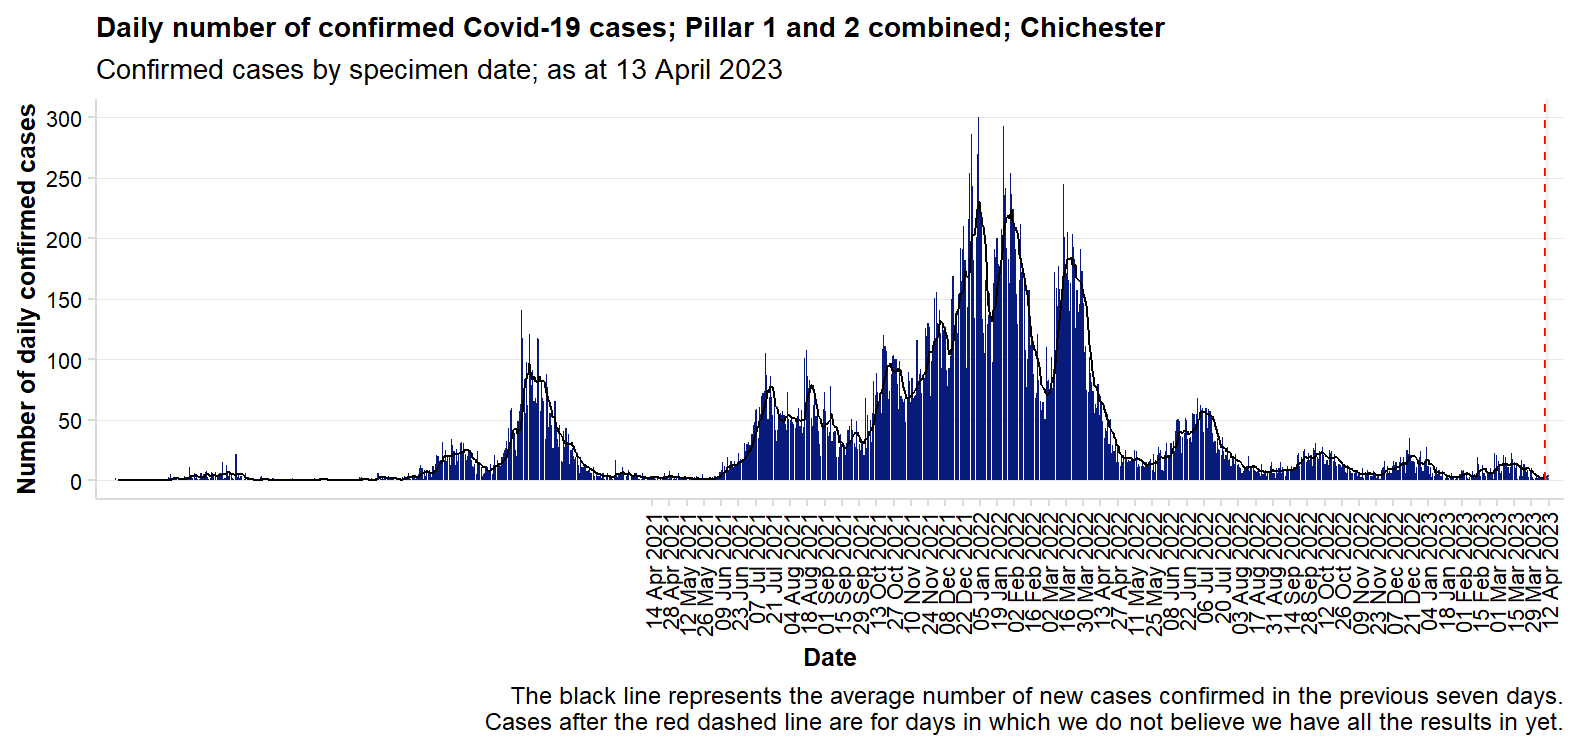 Daily number of confirmed Covid-19 cases; Pillar 1 and 2 combined; Chichester
Confirmed cases by specimen date; as at 13 April 2023
Number of daily confirmed cases
300
250
200
150
100
50
0
14 Apr 2021
28 Apr 2021
12 May 2021
26 May 2021
09 Jun 2021
23 Jun 2021
07 Jul 2021
21 Jul 2021
04 Aug 2021
18 Aug 2021
01 Sep 2021
15 Sep 2021
29 Sep 2021
13 Oct 2021
27 Oct 2021
10 Nov 2021
24 Nov 2021
08 Dec 2021
22 Dec 2021
05 Jan 2022
19 Jan 2022
02 Feb 2022
16 Feb 2022
02 Mar 2022
16 Mar 2022
30 Mar 2022
13 Apr 2022
27 Apr 2022
11 May 2022
25 May 2022
08 Jun 2022
22 Jun 2022
06 Jul 2022
20 Jul 2022
03 Aug 2022
17 Aug 2022
31 Aug 2022
14 Sep 2022
28 Sep 2022
12 Oct 2022
26 Oct 2022
09 Nov 2022
23 Nov 2022
07 Dec 2022
21 Dec 2022
04 Jan 2023
18 Jan 2023
01 Feb 2023
15 Feb 2023
01 Mar 2023
15 Mar 2023
29 Mar 2023
12 Apr 2023
Date
The black line represents the average number of new cases confirmed in the previous seven days.
Cases after the red dashed line are for days in which we do not believe we have all the results in yet.